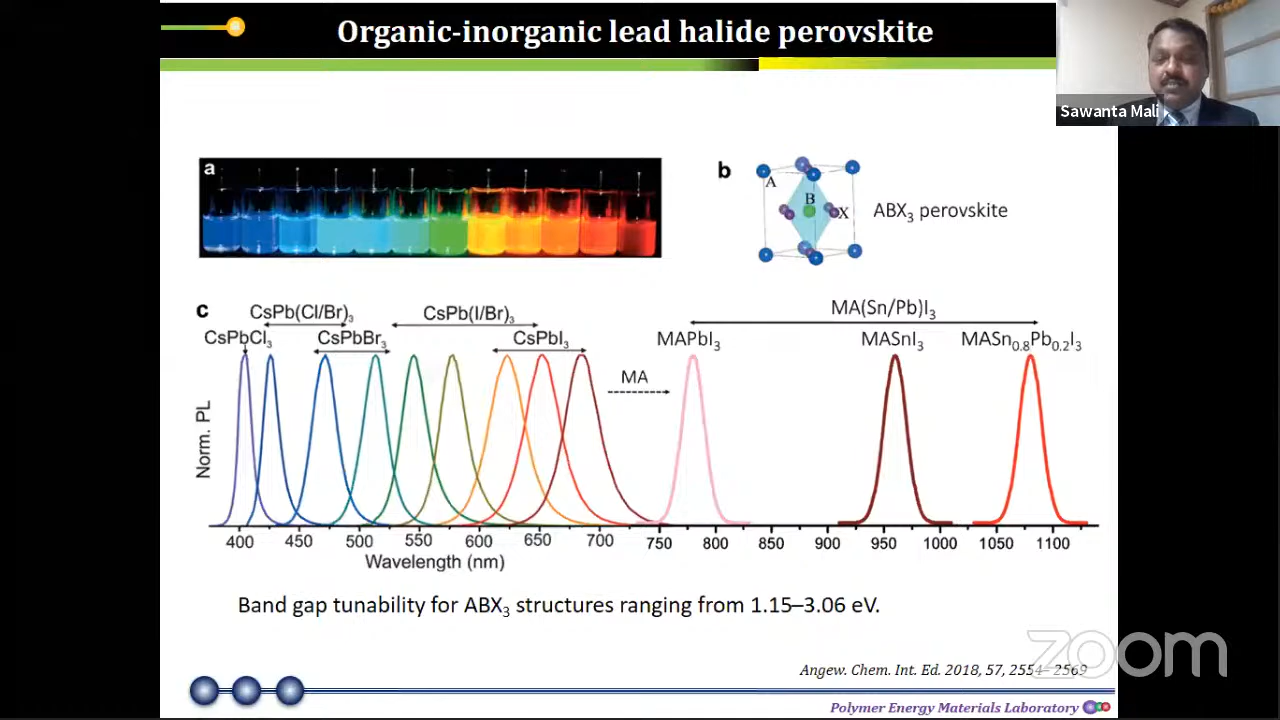 Organic-inorganic lead halide perovskite
Sawanta Mali
a
b
A
B
X
ABX3 perovskite
c
CsPb(Cl/Br)3
CsPb(I/Br)3
MA(Sn/Pb)I3
CsPbCl3
CsPbBr3
CsPbI3
MAPbI3
MASnI3
MASn0.8Pb0.2I3
MA
Norm. PL
400 450 500 550 600 650 700 750 800 850 900 950 1000 1050 1100
Wavelength (nm)
Band gap tunability for ABX3 structures ranging from 1.15–3.06 eV.
zoom
Angew. Chem. Int. Ed. 2018, 57, 2554–2569
Polymer Energy Materials Laboratory